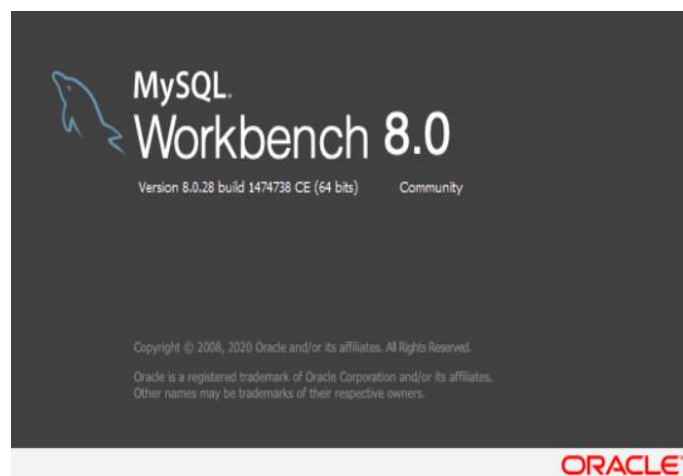 MySQL.
Workbench 8.0
Version 8.0.28 build 1474738 CE (64 bits) Community
Copyright © 2008, 2020 Oracle and/or its affiliates. All Rights Reserved.
Oracle is a registered trademark of Oracle Corporation and/or its affiliates.
Other names may be trademarks of their respective owners.
ORACLE